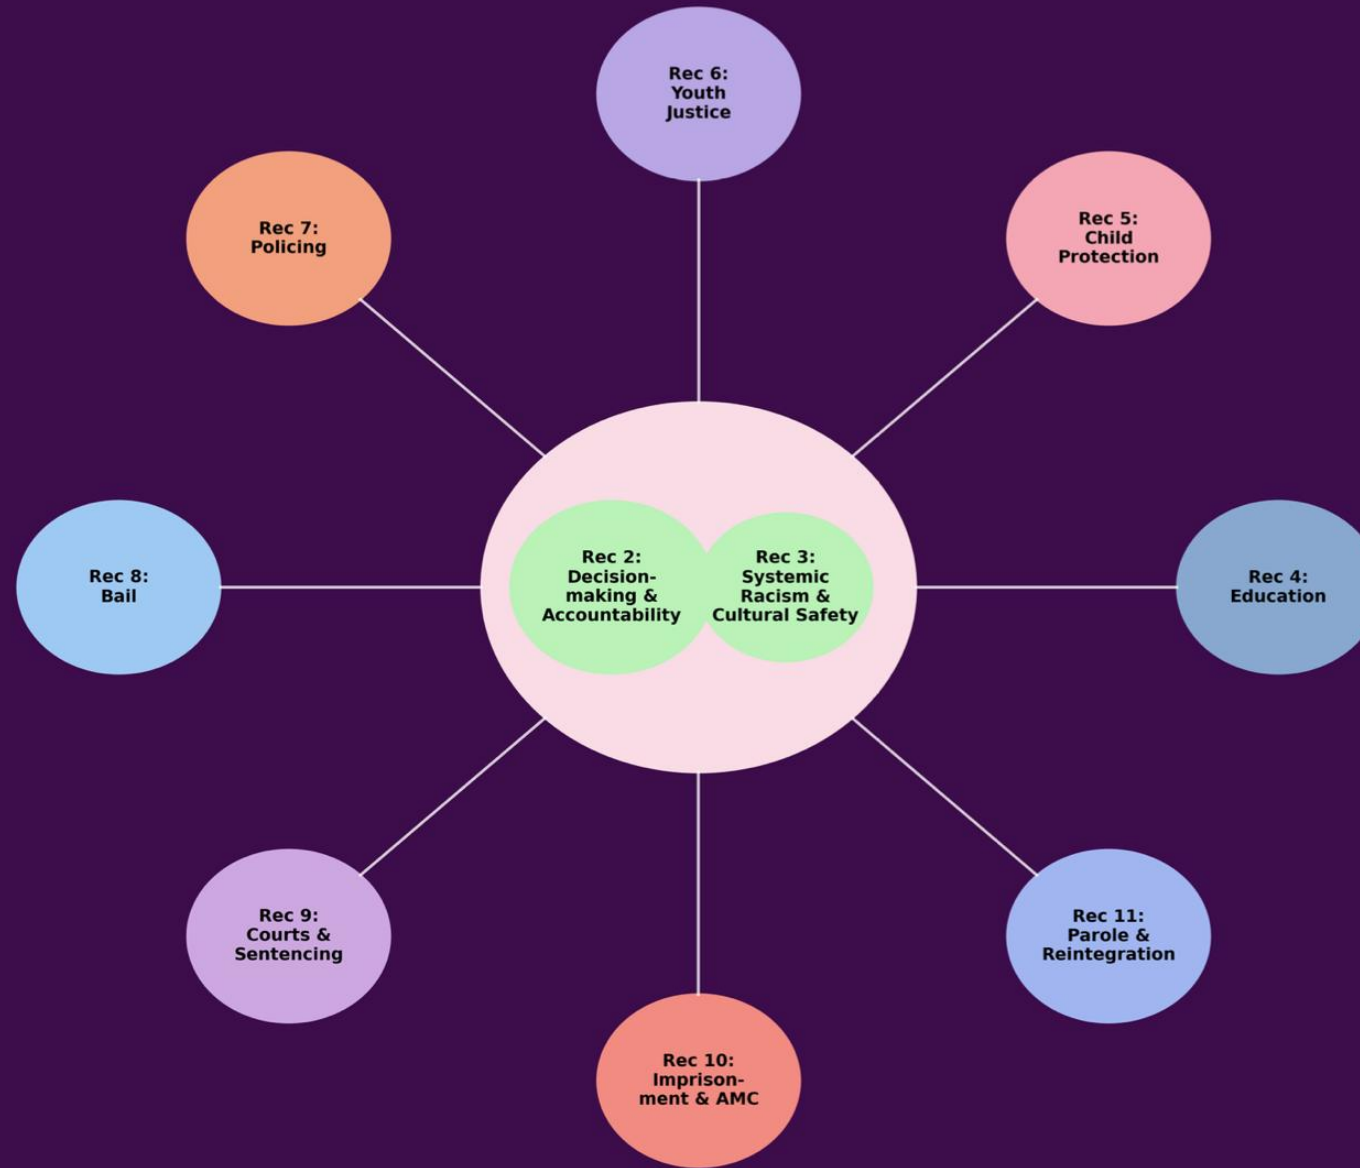 Rec 6:
Youth
Justice
Rec 7:
Policing
Rec 5:
Child
Protection
Rec 8:
Bail
Rec 2:
Decision-
making &
Accountability
Rec 3:
Systemic
Racism &
Cultural Safety
Rec 4:
Education
Rec 9:
Courts &
Sentencing
Rec 11:
Parole &
Reintegration
Rec 10:
Imprison-
ment & AMC